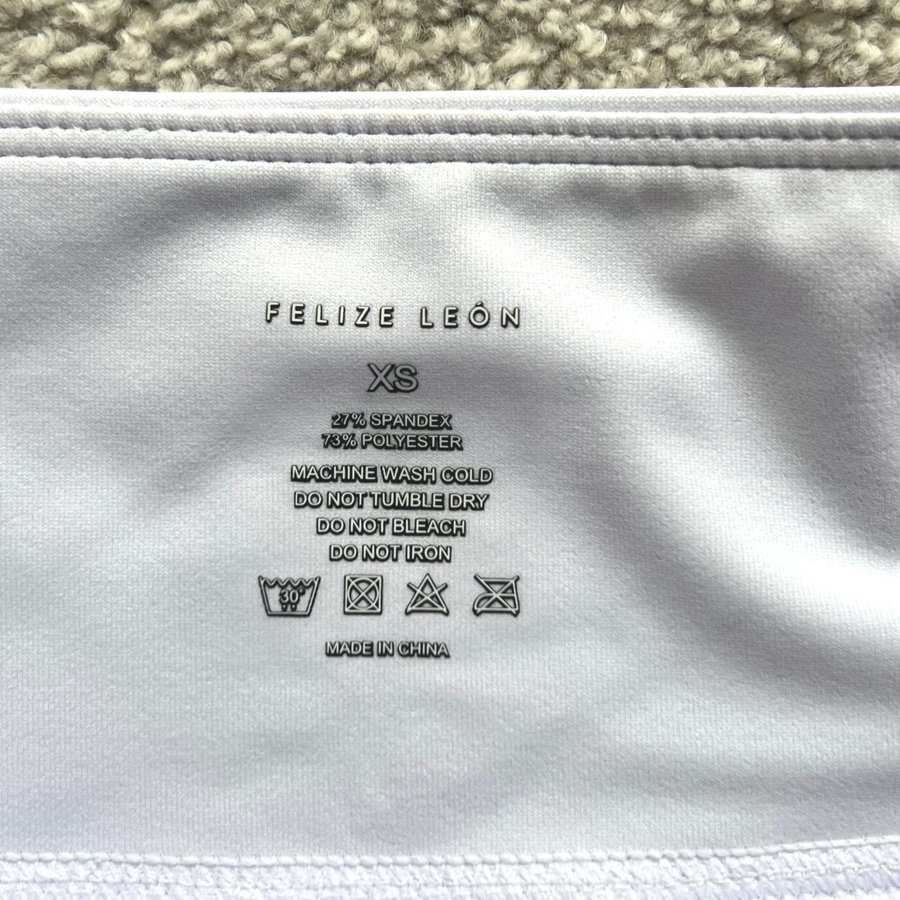 FELIZE LEÓN
XS
27% SPANDEX
73% POLYESTER
MACHINE WASH COLD
DO NOT TUMBLE DRY
DO NOT BLEACH
DO NOT IRON
30°
MADE IN CHINA